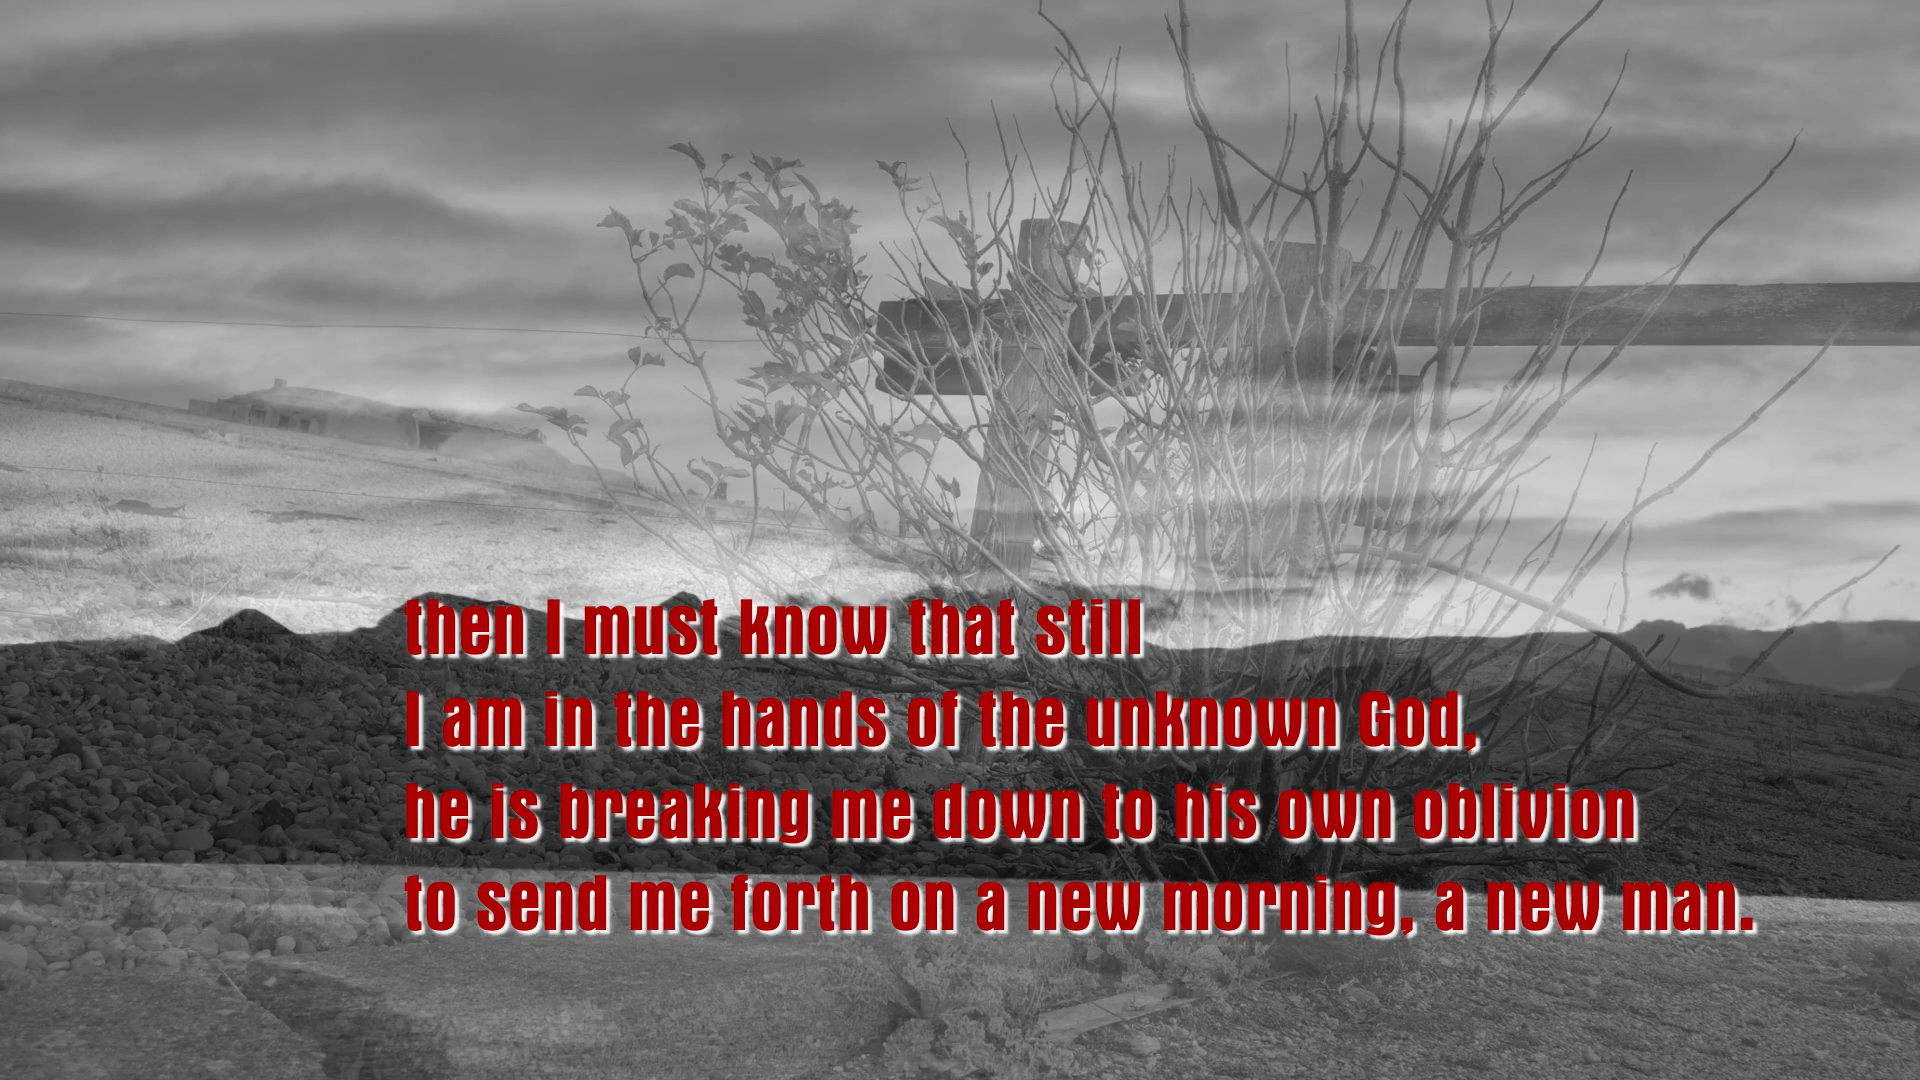 then I must know that still
I am in the hands of the unknown God,
he is breaking me down to his own oblivion
to send me forth on a new morning, a new man.